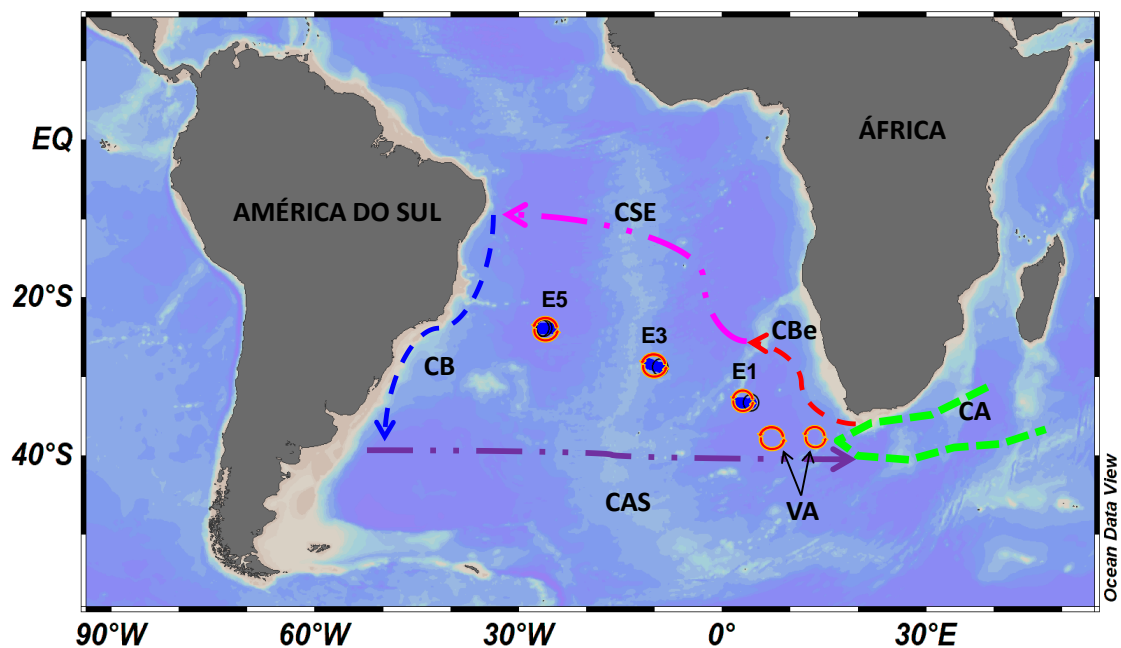 EQ
ÁFRICA
AMÉRICA DO SUL
CSE
20°S
E5
E3
CBe
CB
E1
CA
40°S
CAS
VA
Ocean Data View
90°W
60°W
30°W
0°
30°E